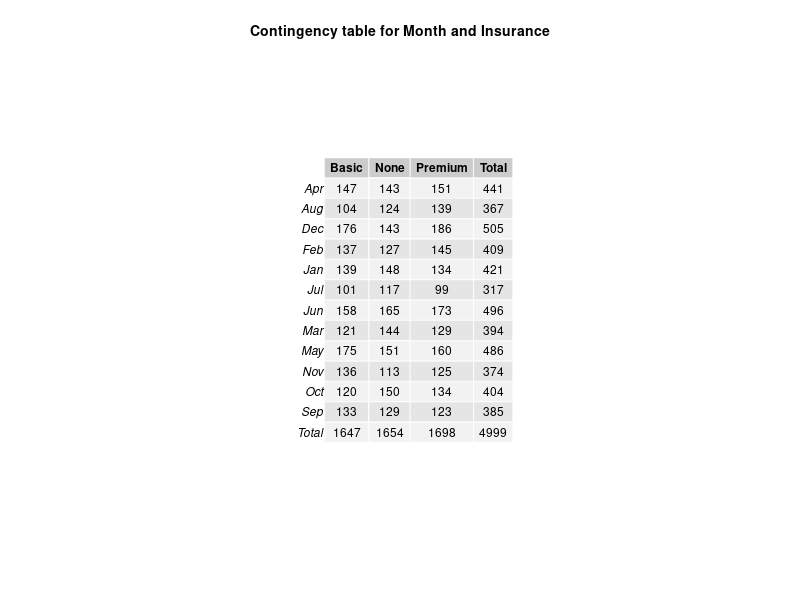 Contingency table for Month and Insurance
Basic None Premium Total
Apr 147 143 151 441
Aug 104 124 139 367
Dec 176 143 186 505
Feb 137 127 145 409
Jan 139 148 134 421
Jul 101 117 99 317
Jun 158 165 173 496
Mar 121 144 129 394
May 175 151 160 486
Nov 136 113 125 374
Oct 120 150 134 404
Sep 133 129 123 385
Total 1647 1654 1698 4999